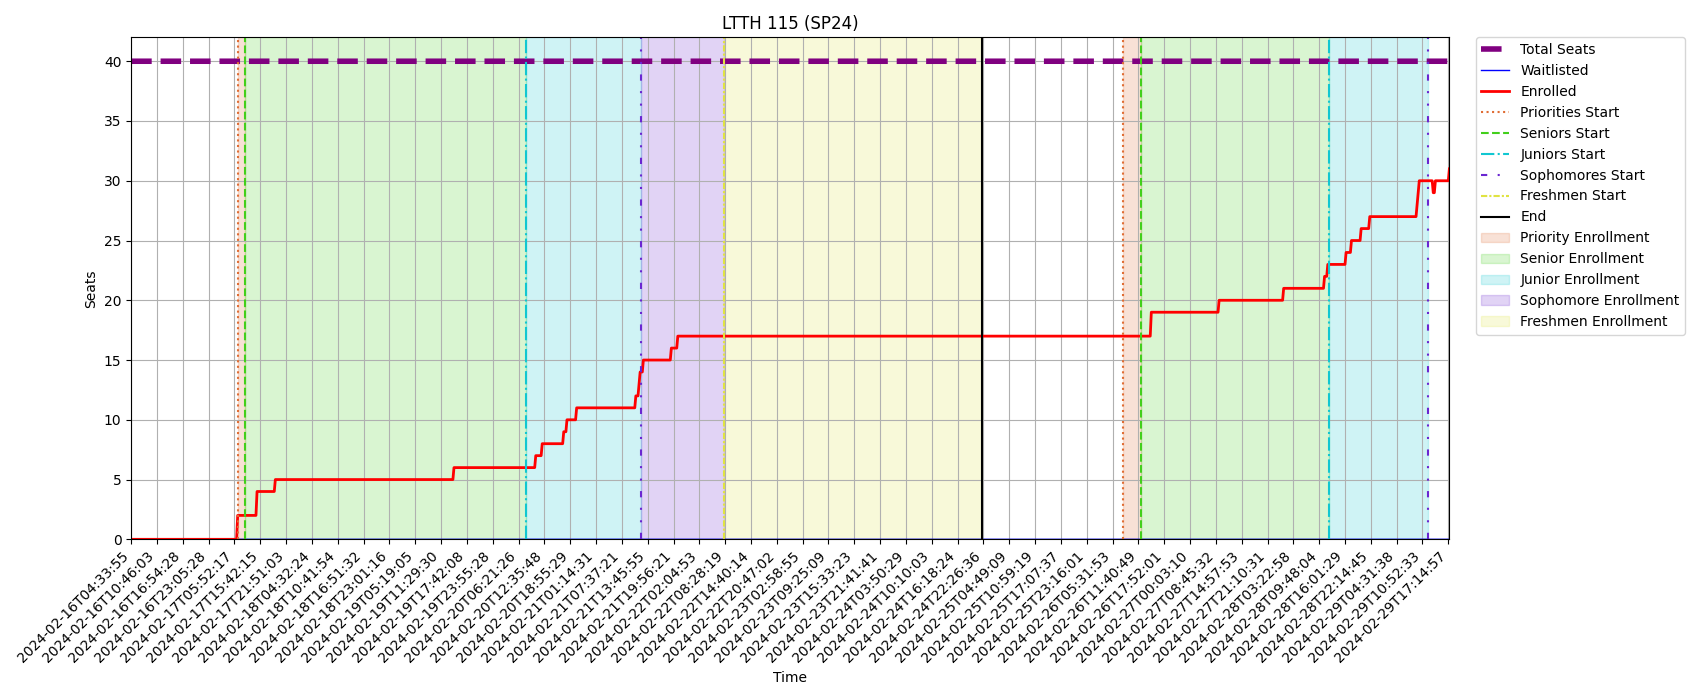 LTTH 115 (SP24)
Seats
40
35
30
25
20
15
10
5
0
2024-02-16T04:33:55
2024-02-16T10:46:03
2024-02-16T16:54:28
2024-02-16T23:05:28
2024-02-17T05:52:17
2024-02-17T15:42:15
2024-02-17T21:51:03
2024-02-18T04:32:24
2024-02-18T10:41:54
2024-02-18T16:51:32
2024-02-18T23:01:16
2024-02-19T05:19:05
2024-02-19T11:29:30
2024-02-19T17:42:08
2024-02-19T23:55:28
2024-02-20T06:21:26
2024-02-20T12:35:48
2024-02-20T18:55:29
2024-02-21T01:14:31
2024-02-21T07:37:21
2024-02-21T13:45:55
2024-02-21T19:56:21
2024-02-22T02:04:53
2024-02-22T08:28:19
2024-02-22T14:40:14
2024-02-22T20:47:02
2024-02-23T02:58:55
2024-02-23T09:25:09
2024-02-23T15:33:23
2024-02-23T21:41:41
2024-02-24T03:50:29
2024-02-24T10:10:03
2024-02-24T16:18:24
2024-02-24T22:26:36
2024-02-25T04:49:09
2024-02-25T10:59:19
2024-02-25T17:07:37
2024-02-25T23:16:01
2024-02-26T05:31:53
2024-02-26T11:40:49
2024-02-26T17:52:01
2024-02-27T00:03:10
2024-02-27T08:45:32
2024-02-27T14:57:53
2024-02-27T21:10:31
2024-02-28T03:22:58
2024-02-28T09:48:04
2024-02-28T16:01:29
2024-02-28T22:14:45
2024-02-29T04:31:38
2024-02-29T10:52:33
2024-02-29T17:14:57
Time
Total Seats
Waitlisted
Enrolled
Priorities Start
Seniors Start
Juniors Start
Sophomores Start
Freshmen Start
End
Priority Enrollment
Senior Enrollment
Junior Enrollment
Sophomore Enrollment
Freshmen Enrollment